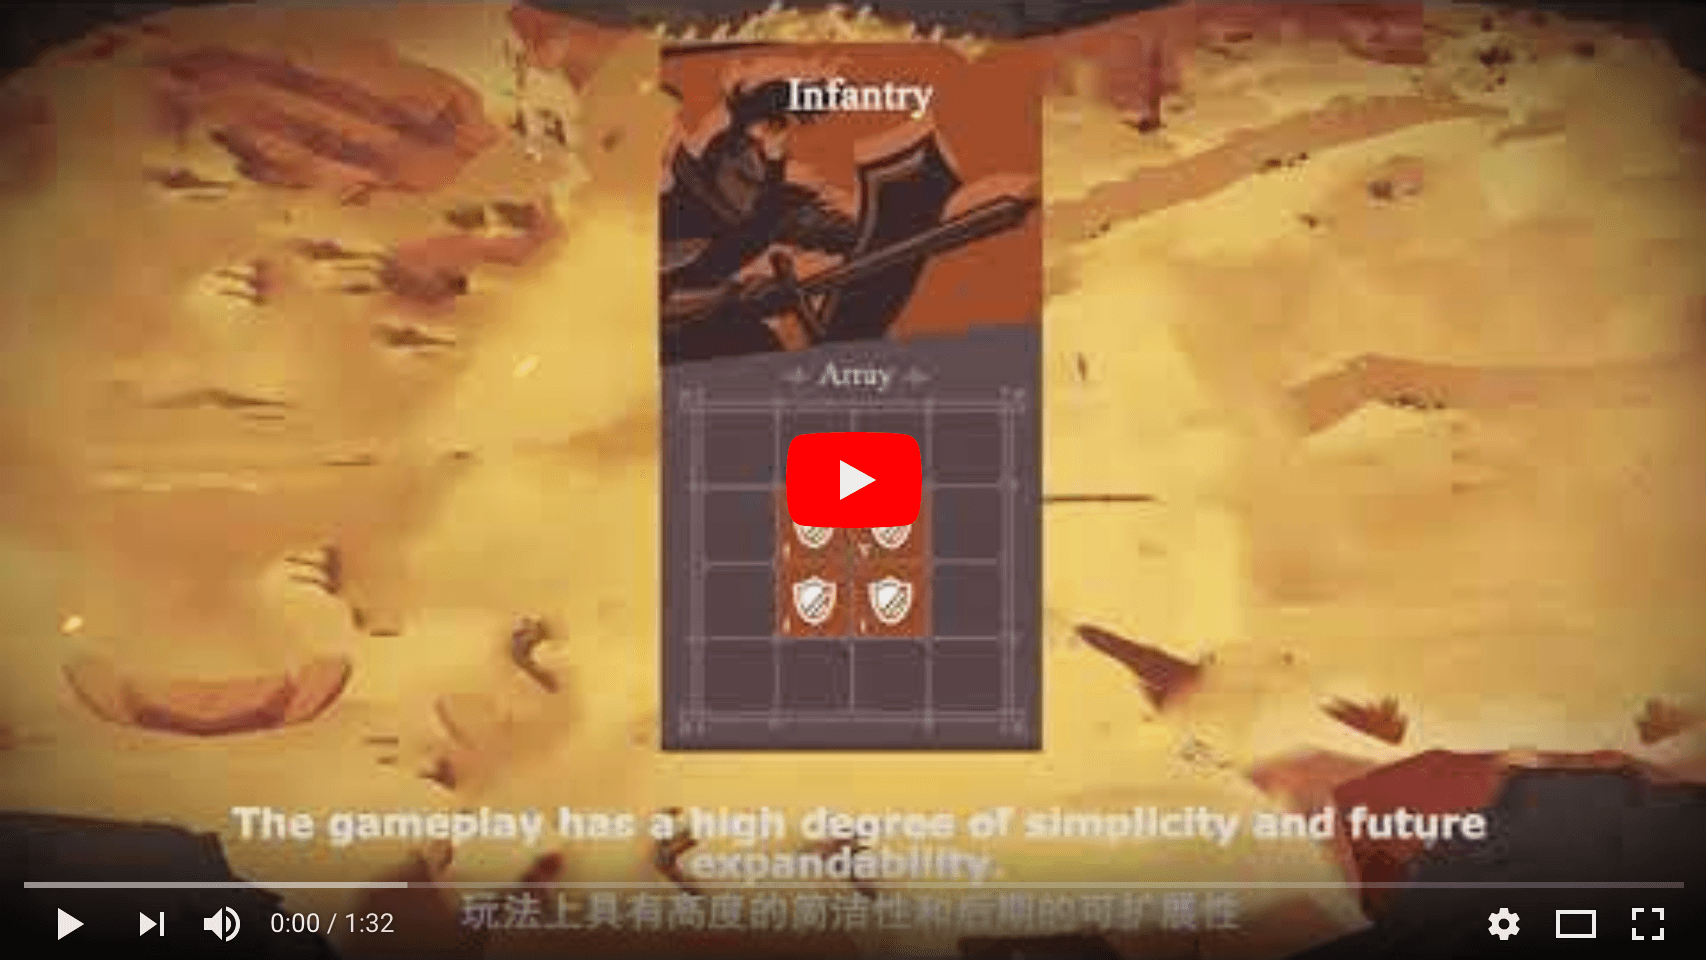 Infantry
Array
The gameplay has a high degree of simplicity and future
expandability.
玩法上具有高度的简洁性和后期的可扩展性
0:00 / 1:32